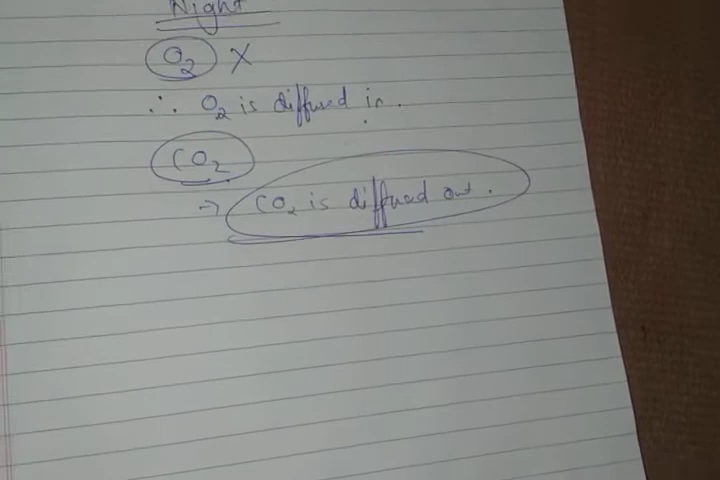 Night
O₂ X
∴ O₂ is diffused in.
CO₂
→ CO₂ is diffused out.